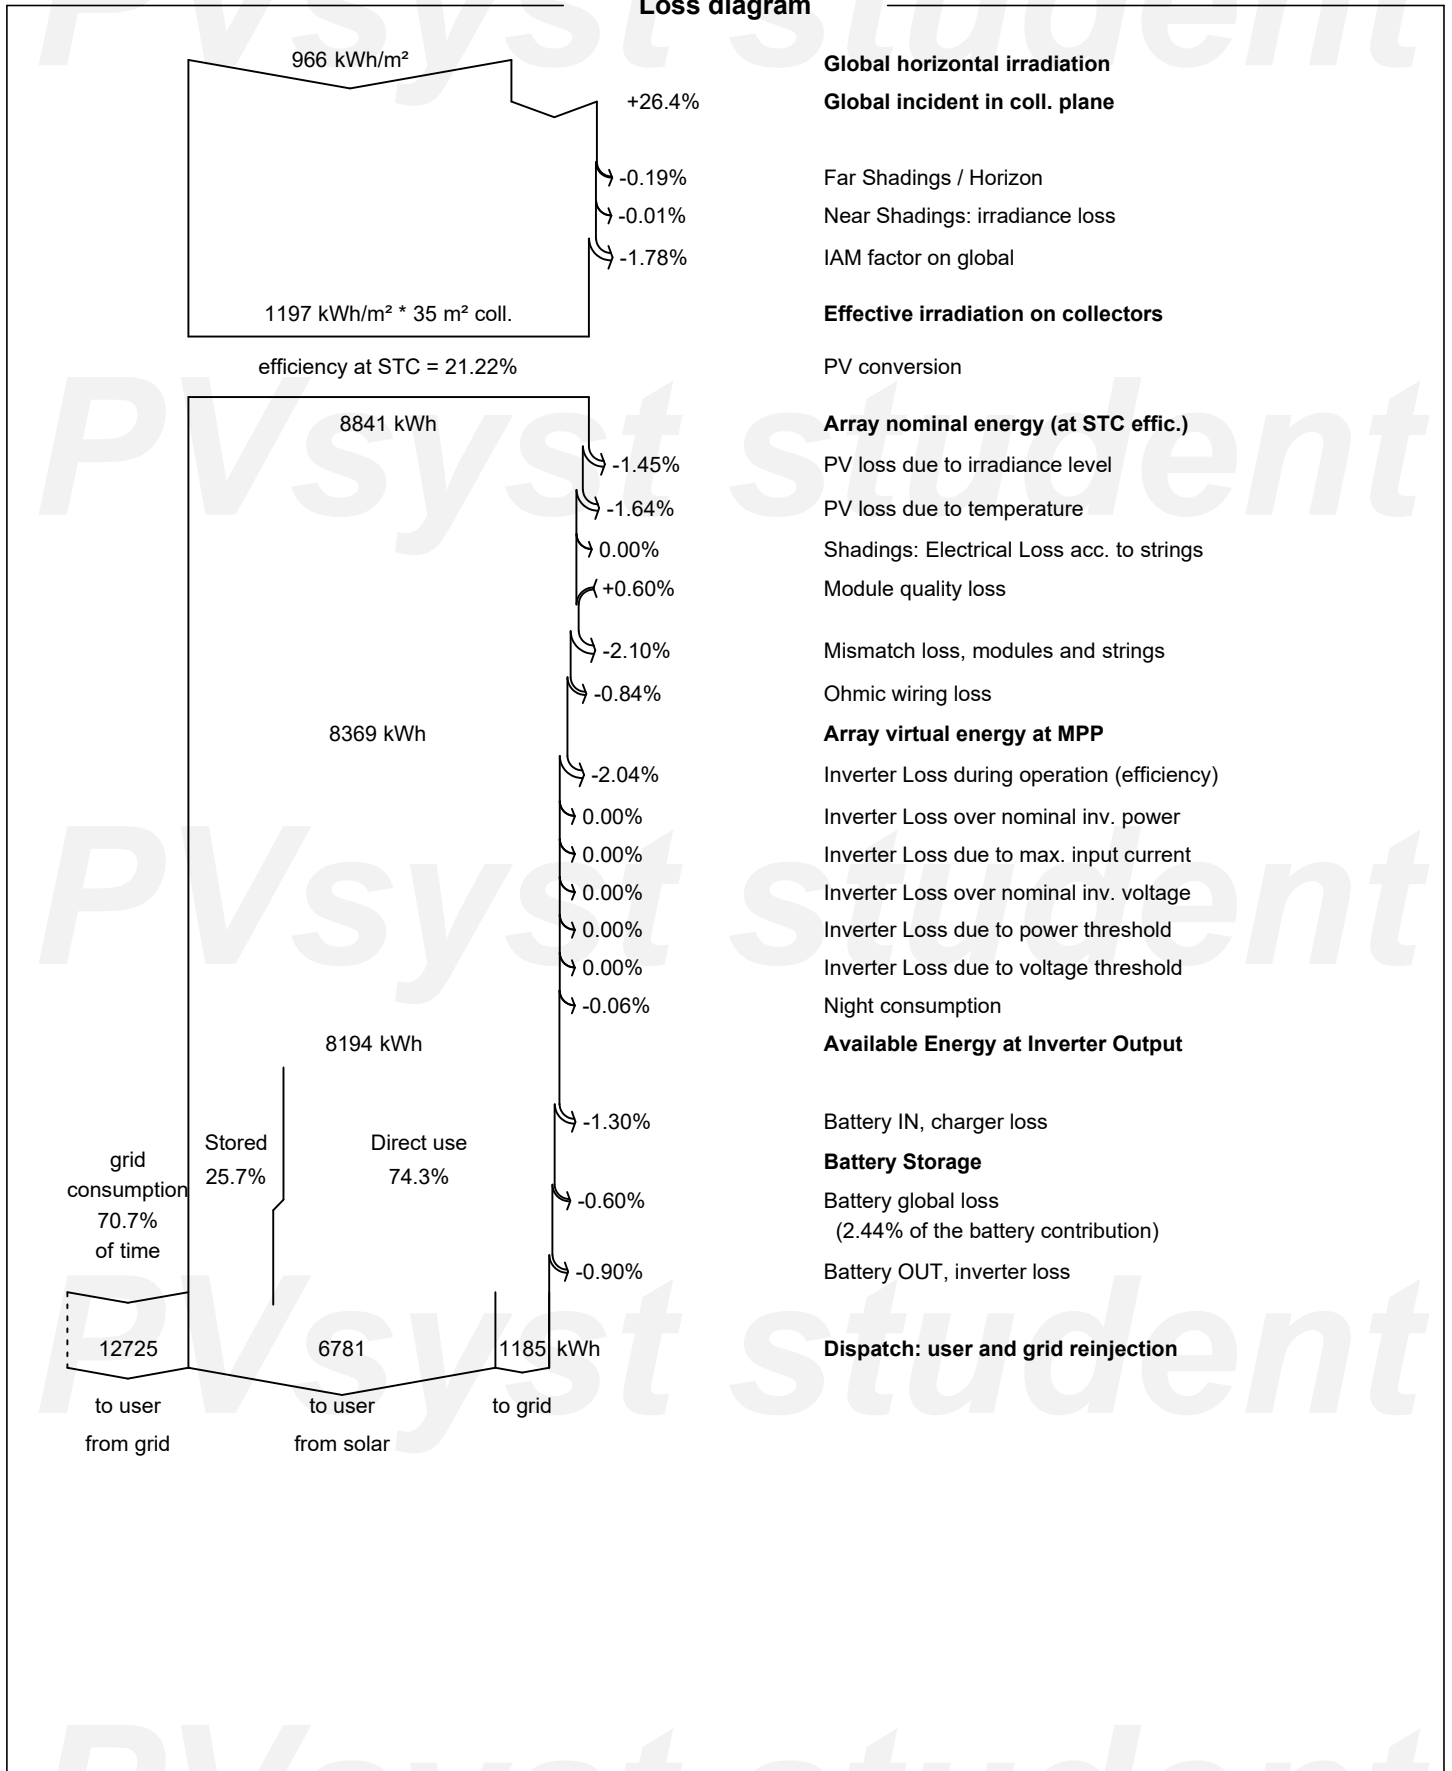 Loss diagram
966 kWh/m² Global horizontal irradiation
+26.4% Global incident in coll. plane
-0.19% Far Shadings / Horizon
-0.01% Near Shadings: irradiance loss
-1.78% IAM factor on global
1197 kWh/m² * 35 m² coll. Effective irradiation on collectors
efficiency at STC = 21.22% PV conversion
8841 kWh Array nominal energy (at STC effic.)
-1.45% PV loss due to irradiance level
-1.64% PV loss due to temperature
0.00% Shadings: Electrical Loss acc. to strings
+0.60% Module quality loss
-2.10% Mismatch loss, modules and strings
-0.84% Ohmic wiring loss
8369 kWh Array virtual energy at MPP
-2.04% Inverter Loss during operation (efficiency)
0.00% Inverter Loss over nominal inv. power
0.00% Inverter Loss due to max. input current
0.00% Inverter Loss over nominal inv. voltage
0.00% Inverter Loss due to power threshold
0.00% Inverter Loss due to voltage threshold
-0.06% Night consumption
8194 kWh Available Energy at Inverter Output
-1.30% Battery IN, charger loss
Stored Direct use
grid Battery Storage
25.7% 74.3%
consumption -0.60% Battery global loss
70.7% (2.44% of the battery contribution)
of time
-0.90% Battery OUT, inverter loss
12725 6781 1185 kWh Dispatch: user and grid reinjection
to user to user to grid
from grid from solar
PVsyst student
PVsyst student
PVsyst student
PVsyst student
PVsyst student